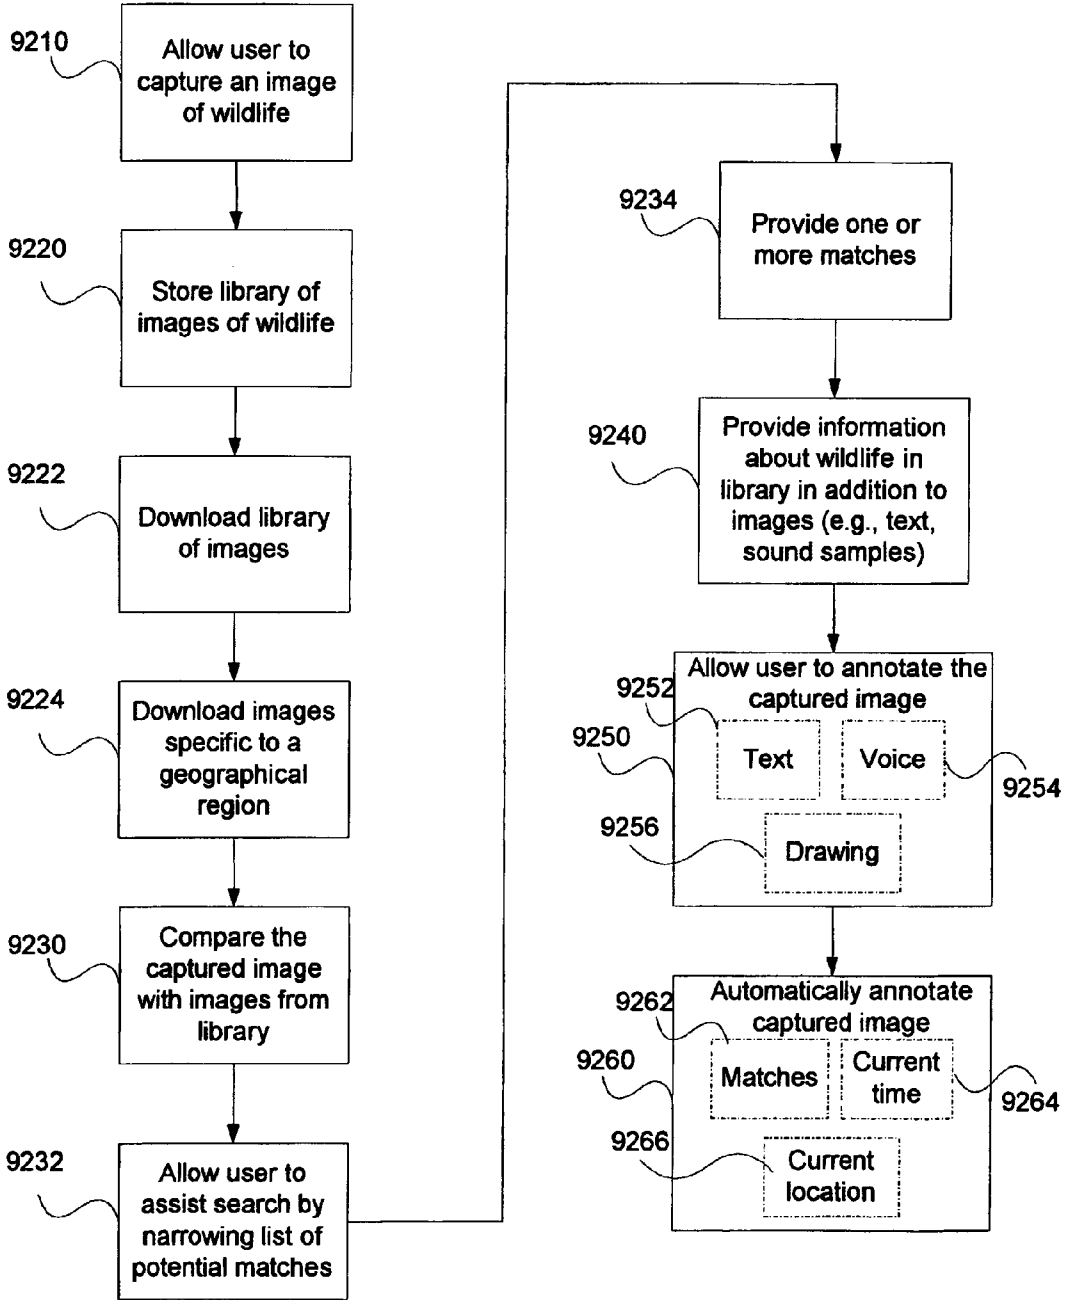 9210
Allow user to
capture an image
of wildlife
9220
Store library of
images of wildlife
9222
Download library
of images
9224
Download images
specific to a
geographical
region
9230
Compare the
captured image
with images from
library
9232
Allow user to
assist search by
narrowing list of
potential matches
9234
Provide one or
more matches
9240
Provide information
about wildlife in
library in addition to
images (e.g., text,
sound samples)
9250
Allow user to annotate the
captured image
9252
Text
Voice
9254
9256
Drawing
9260
Automatically annotate
captured image
9262
Matches
Current
time
9264
9266
Current
location